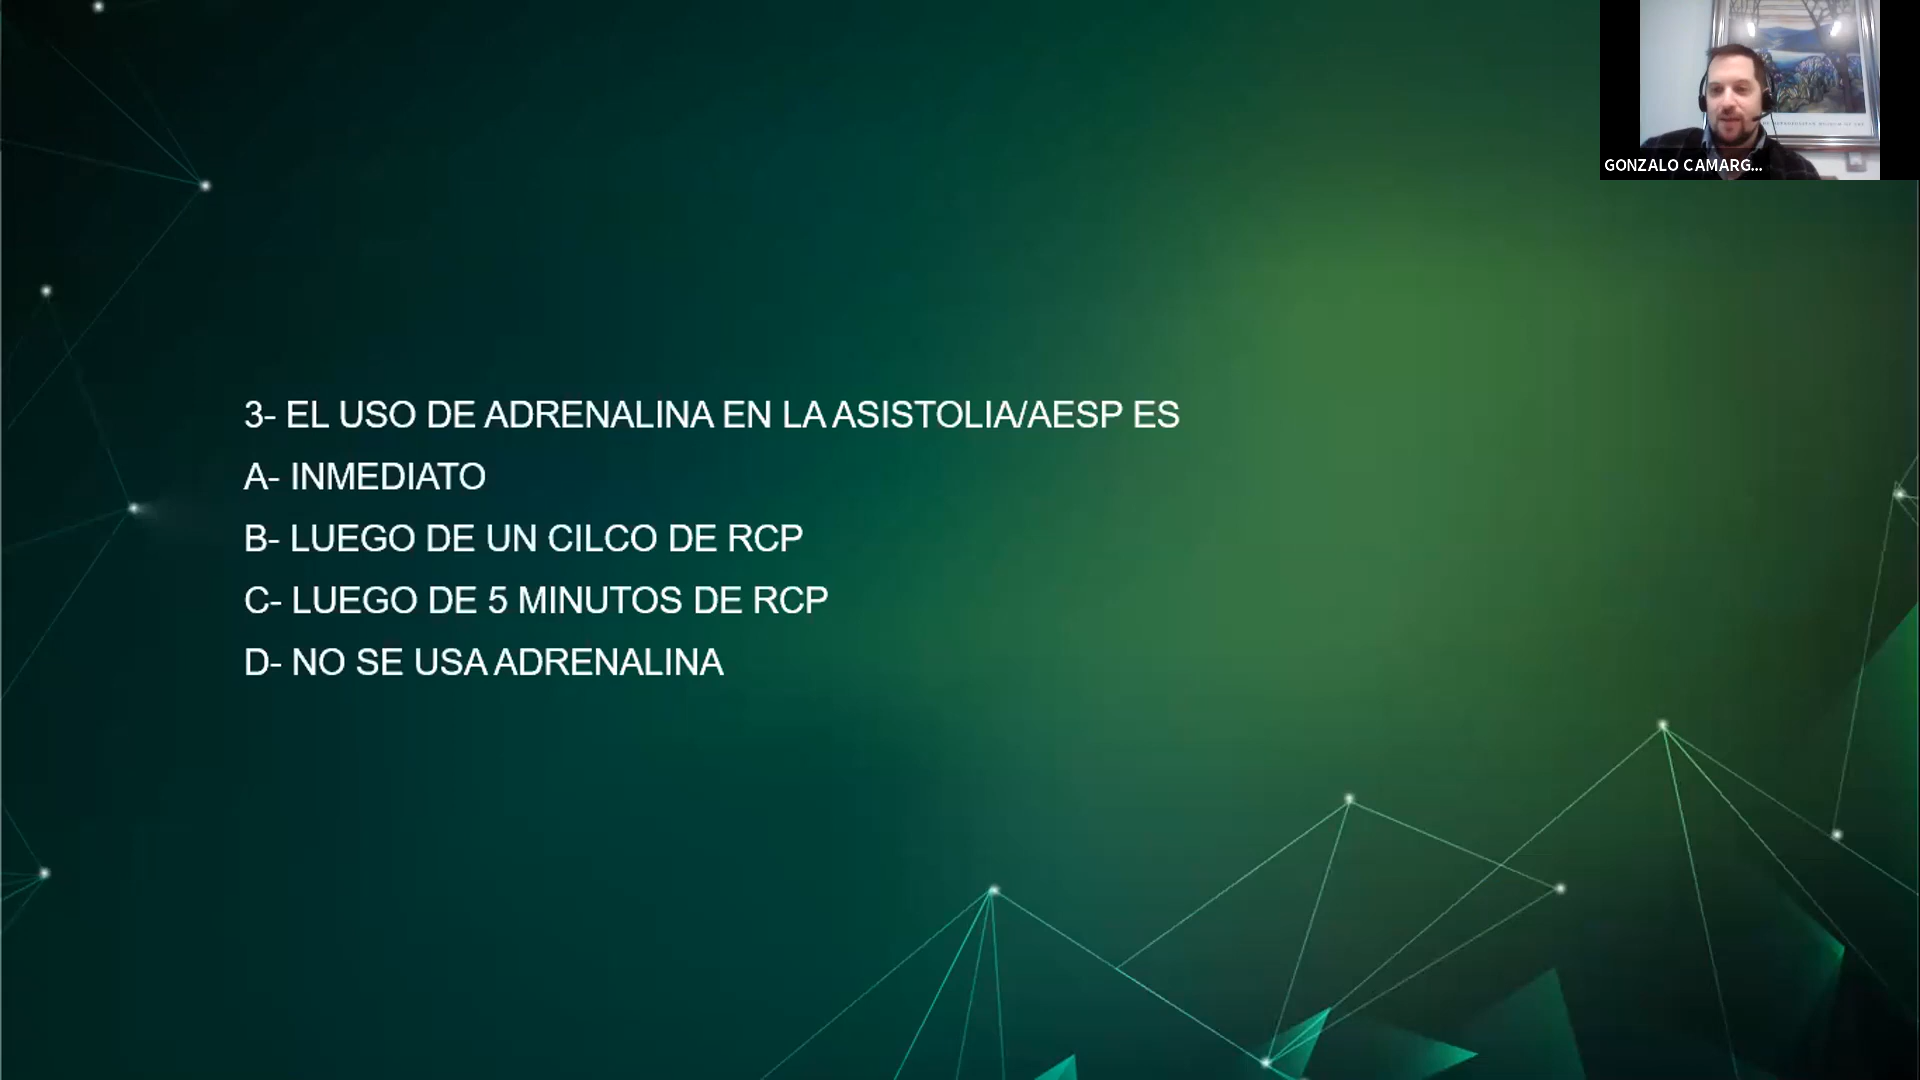 GONZALO CAMARG...
3- EL USO DE ADRENALINA EN LA ASISTOLIA/AESP ES
A- INMEDIATO
B- LUEGO DE UN CILCO DE RCP
C- LUEGO DE 5 MINUTOS DE RCP
D- NO SE USA ADRENALINA